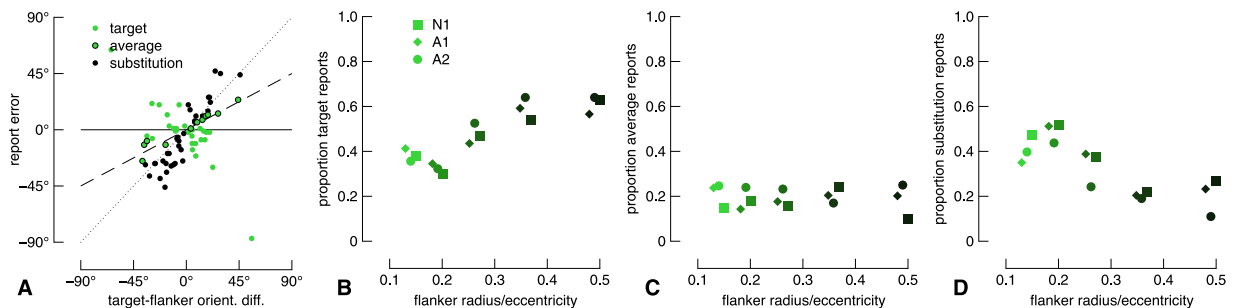 90°
45°
0°
−45°
−90°
report error
target
average
substitution
−90°
−45°
0°
45°
90°
target-flanker orient. diff.
A
1.0
0.8
0.6
0.4
0.2
0
proportion target reports
N1
A1
A2
0.1
0.2
0.3
0.4
0.5
flanker radius/eccentricity
B
1.0
0.8
0.6
0.4
0.2
0
proportion average reports
0.1
0.2
0.3
0.4
0.5
flanker radius/eccentricity
C
1.0
0.8
0.6
0.4
0.2
0
proportion substitution reports
0.1
0.2
0.3
0.4
0.5
flanker radius/eccentricity
D